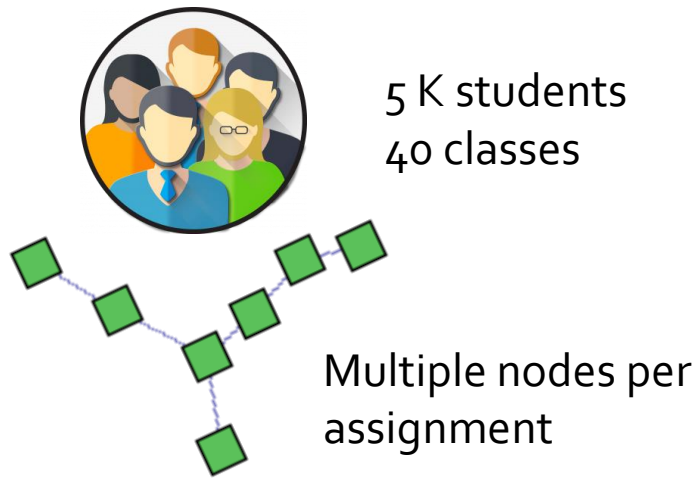 5 K students
40 classes
Multiple nodes per
assignment